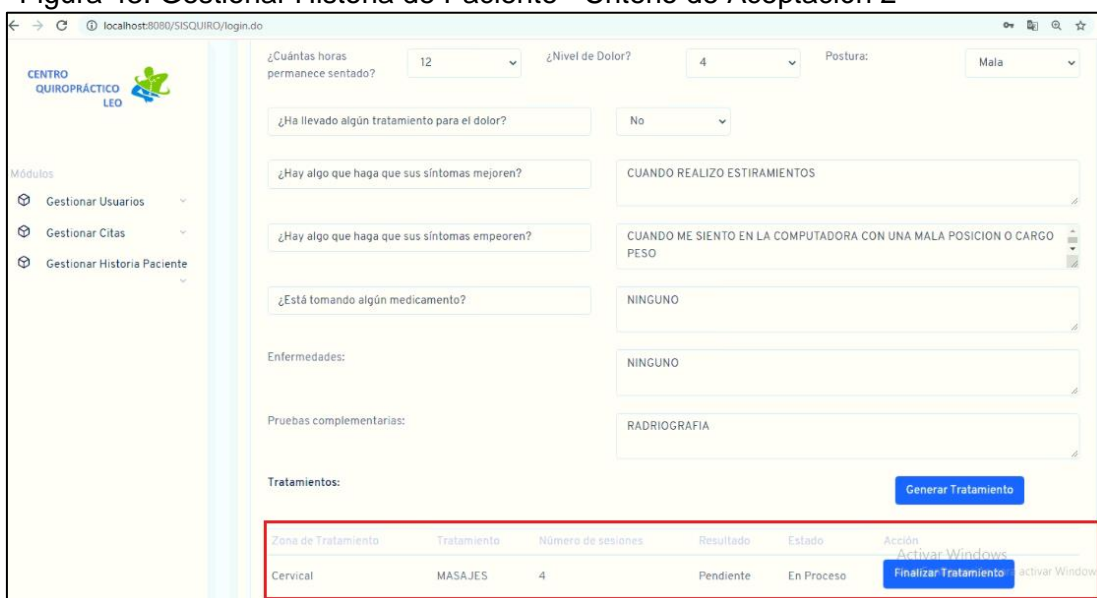 Figura 45. Gestionar Historia de Paciente - Criterio de Aceptación 2
localhost:8080/SISQUIRO/login.do
CENTRO
QUIROPRÁCTICO
LEO
Módulos
Gestionar Usuarios
Gestionar Citas
Gestionar Historia Paciente
¿Cuántas horas
permanece sentado?
12
¿Nivel de Dolor?
4
Postura:
Mala
¿Ha llevado algún tratamiento para el dolor?
No
¿Hay algo que haga que sus síntomas mejoren?
CUANDO REALIZO ESTIRAMIENTOS
¿Hay algo que haga que sus síntomas empeoren?
CUANDO ME SIENTO EN LA COMPUTADORA CON UNA MALA POSICION O CARGO
PESO
¿Está tomando algún medicamento?
NINGUNO
Enfermedades:
NINGUNO
Pruebas complementarias:
RADRIOGRAFIA
Tratamientos:
Generar Tratamiento
Zona de Tratamiento Tratamiento Número de sesiones Resultado Estado Acción
Activar Windows
Cervical MASAJES 4 Pendiente En Proceso Finalizar Tratamiento
activar Window